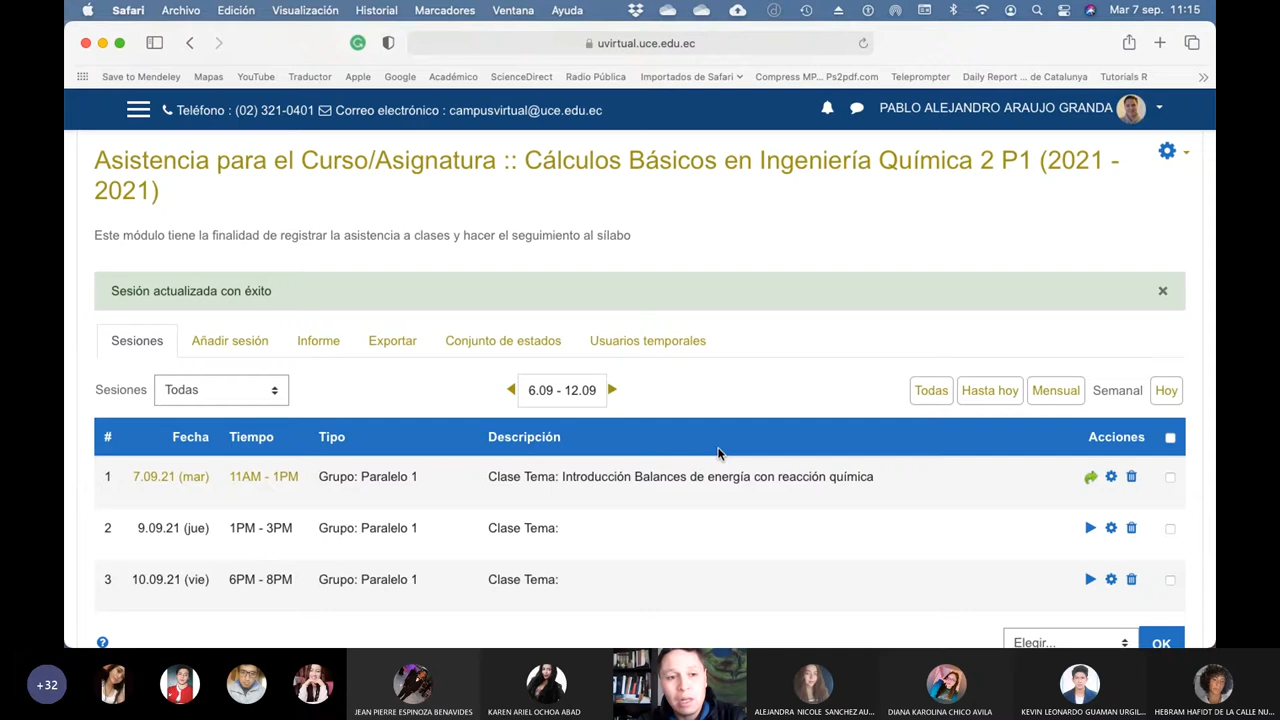 Safari Archivo Edición Visualización Historial Marcadores Ventana Ayuda Mar 7 sep. 11:15
uvirtual.uce.edu.ec
Save to Mendeley Mapas YouTube Traductor Apple Google Académico ScienceDirect Radio Pública Importados de Safari Compress MP... Ps2pdf.com Teleprompter Daily Report ... de Catalunya Tutorials R
Teléfono : (02) 321-0401 Correo electrónico : campusvirtual@uce.edu.ec PABLO ALEJANDRO ARAUJO GRANDA
Asistencia para el Curso/Asignatura :: Cálculos Básicos en Ingeniería Química 2 P1 (2021 -
2021)
Este módulo tiene la finalidad de registrar la asistencia a clases y hacer el seguimiento al sílabo
Sesión actualizada con éxito ×
Sesiones Añadir sesión Informe Exportar Conjunto de estados Usuarios temporales
Sesiones Todas 6.09 - 12.09 Todas Hasta hoy Mensual Semanal Hoy
# Fecha Tiempo Tipo Descripción Acciones
1 7.09.21 (mar) 11AM - 1PM Grupo: Paralelo 1 Clase Tema: Introducción Balances de energía con reacción química
2 9.09.21 (jue) 1PM - 3PM Grupo: Paralelo 1 Clase Tema:
3 10.09.21 (vie) 6PM - 8PM Grupo: Paralelo 1 Clase Tema:
Elegir... OK
+32
JEAN PIERRE ESPINOZA BENAVIDES KAREN ARIEL OCHOA ABAD ALEJANDRA NICOLE SANCHEZ AU... DIANA KAROLINA CHICO AVILA KEVIN LEONARDO GUAMAN URGIL... HEBRAM HAFIDT DE LA CALLE NU...